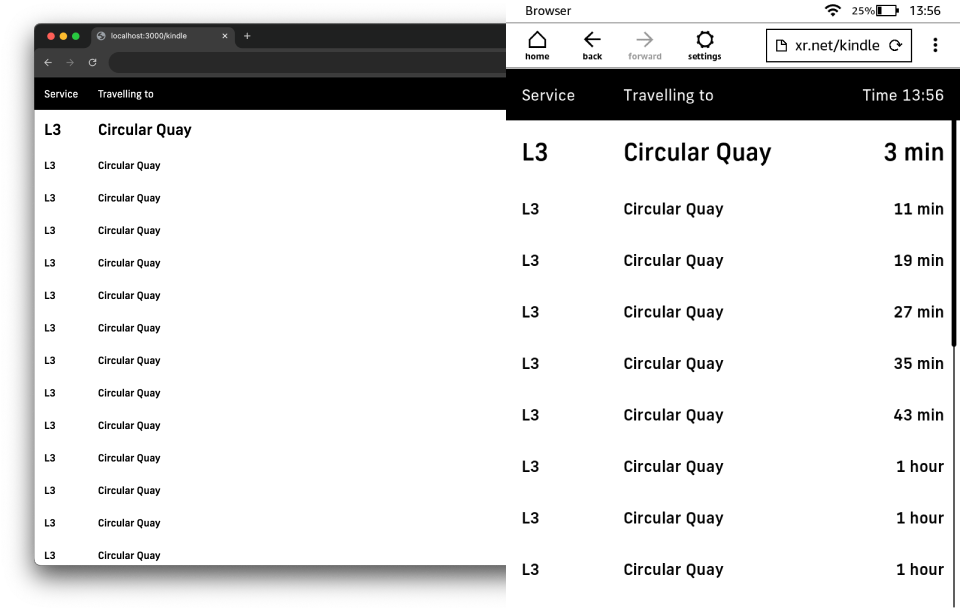 localhost:3000/kindle
Service Travelling to
L3 Circular Quay
L3 Circular Quay
L3 Circular Quay
L3 Circular Quay
L3 Circular Quay
L3 Circular Quay
L3 Circular Quay
L3 Circular Quay
L3 Circular Quay
L3 Circular Quay
L3 Circular Quay
L3 Circular Quay
L3 Circular Quay
L3 Circular Quay
Browser 25% 13:56
home back forward settings xr.net/kindle
Service Travelling to Time 13:56
L3 Circular Quay 3 min
L3 Circular Quay 11 min
L3 Circular Quay 19 min
L3 Circular Quay 27 min
L3 Circular Quay 35 min
L3 Circular Quay 43 min
L3 Circular Quay 1 hour
L3 Circular Quay 1 hour
L3 Circular Quay 1 hour